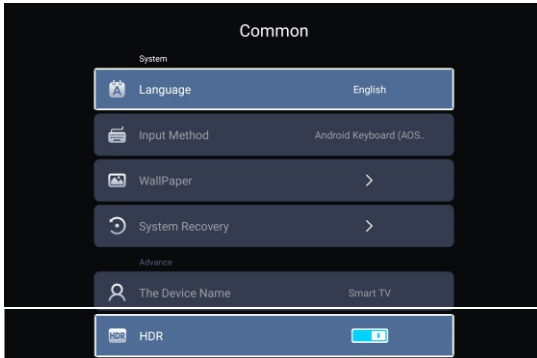 Common
System
Language English
Input Method Android Keyboard (AOS..
WallPaper
System Recovery
Advance
The Device Name Smart TV
HDR HDR